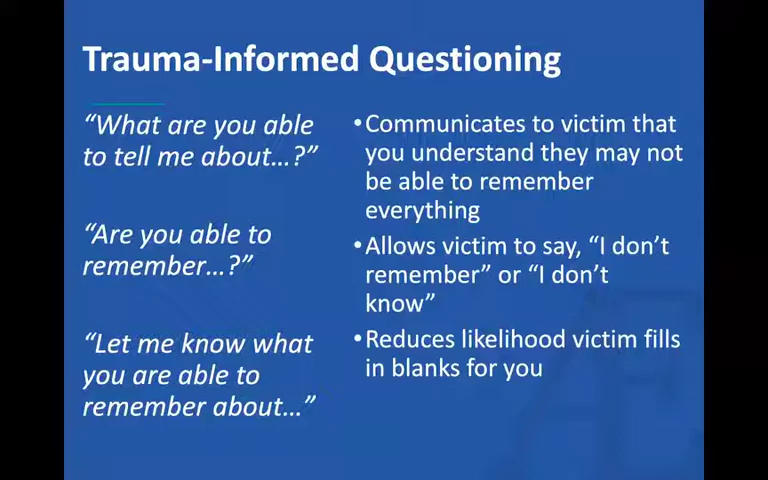 Trauma-Informed Questioning
“What are you able
to tell me about…?”
“Are you able to
remember…?”
“Let me know what
you are able to
remember about…”
•Communicates to victim that
you understand they may not
be able to remember
everything
•Allows victim to say, “I don’t
remember” or “I don’t
know”
•Reduces likelihood victim fills
in blanks for you